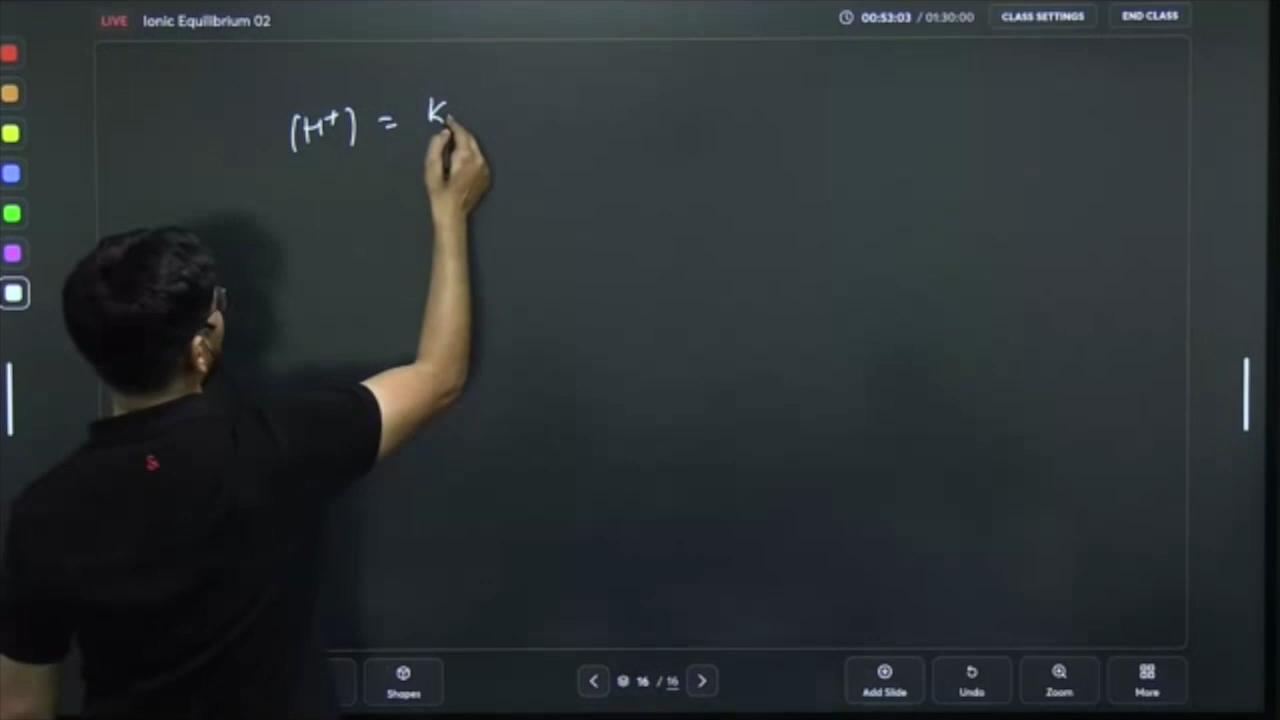 LIVE Ionic Equilibrium 02
00:53:03 / 01:30:00
CLASS SETTINGS
END CLASS
(H+) = K
Shapes
16 / 16
Add Slide
Undo
Zoom
More